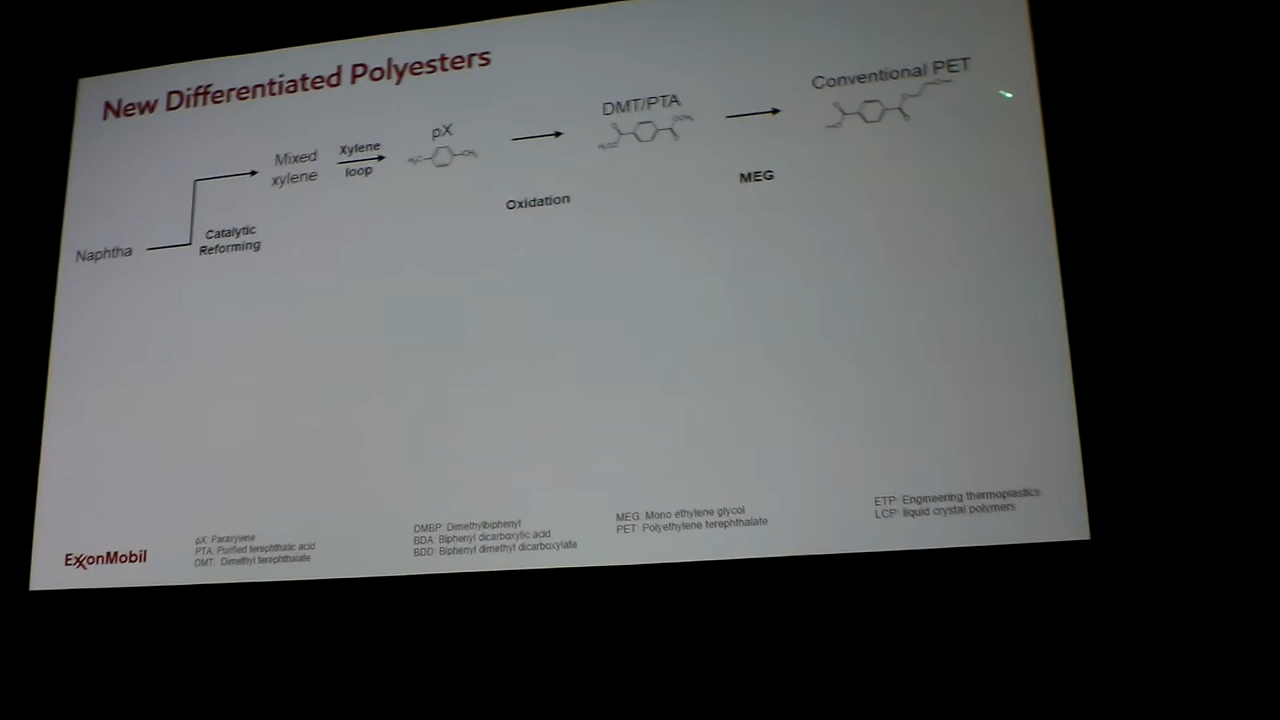 New Differentiated Polyesters
Conventional PET
DMT/PTA
pX
Mixed
xylene
Xylene
loop
MEG
Oxidation
Catalytic
Reforming
Naphtha
ExxonMobil
pX: Paraxylene
PTA: Purified terephthalic acid
DMT: Dimethyl terephthalate
DMBP: Dimethylbiphenyl
BDA: Biphenyl dicarboxylic acid
BDD: Biphenyl dimethyl dicarboxylate
MEG: Mono ethylene glycol
PET: Polyethylene terephthalate
ETP: Engineering thermoplastics
LCP: liquid crystal polymers